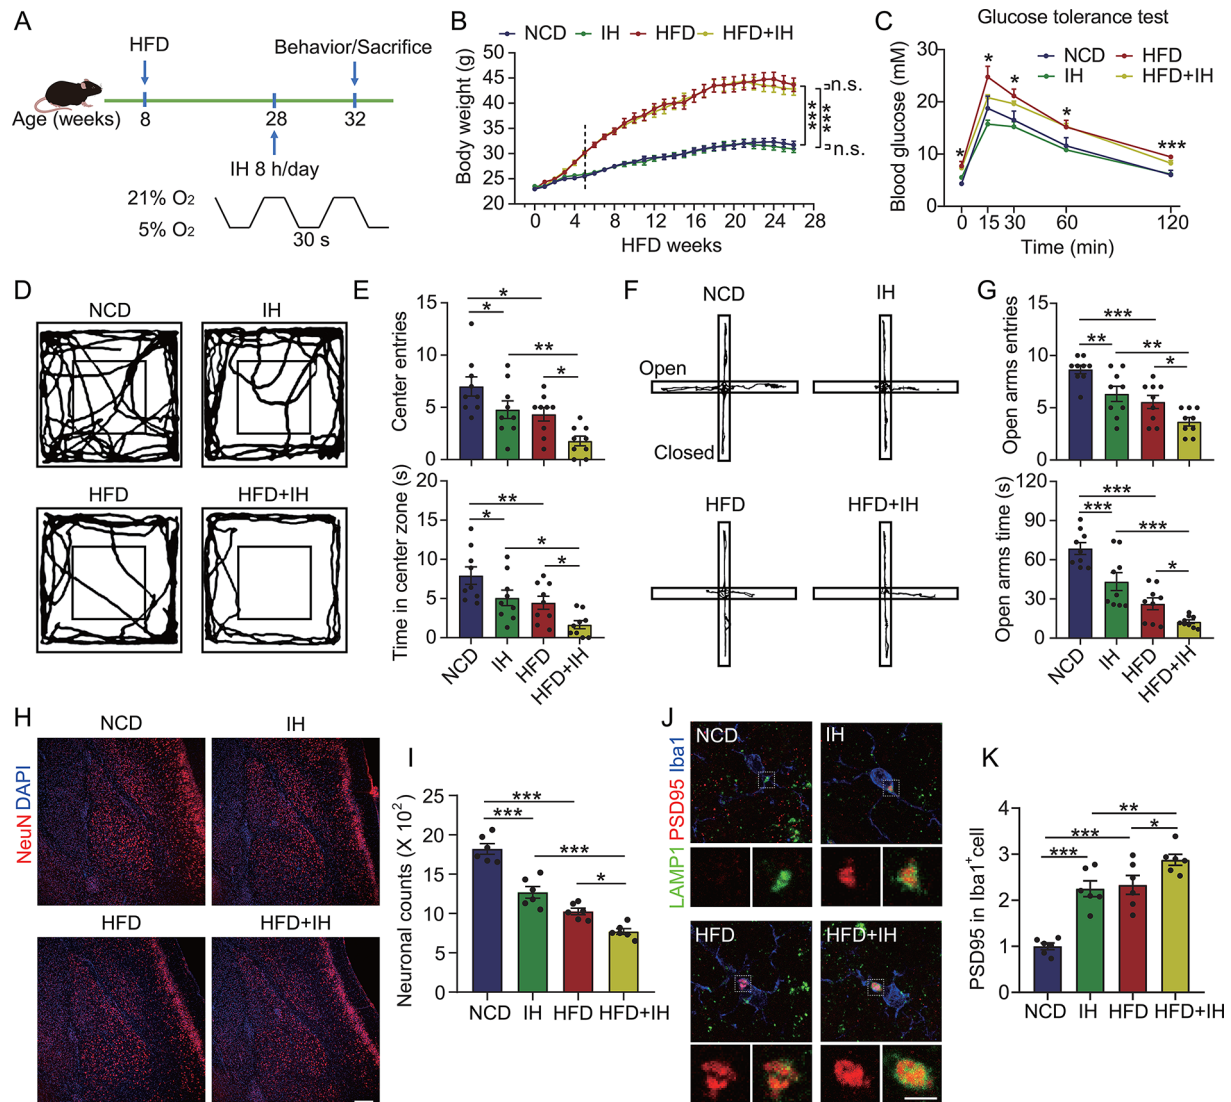 A
HFD
Behavior/Sacrifice
Age (weeks)
8
28
32
IH 8 h/day
21% O2
5% O2
30 s
B
NCD IH HFD HFD+IH
Body weight (g)
50
45
40
35
30
25
20
n.s.
***
***
n.s.
0 4 8 12 16 20 24 28
HFD weeks
C
Glucose tolerance test
NCD HFD
IH HFD+IH
Blood glucose (mM)
30
20
10
0
* * * * ***
0 15 30 60 120
Time (min)
D
NCD IH
HFD HFD+IH
E
Center entries
15
10
5
0
*
*
**
*
Time in center zone (s)
20
15
10
5
0
**
*
*
*
NCD IH HFD HFD+IH
F
NCD IH
Open
Closed
HFD HFD+IH
G
Open arms entries
15
10
5
0
***
**
**
*
Open arms time (s)
120
90
60
30
0
***
***
***
*
NCD IH HFD HFD+IH
H
NeuN DAPI
NCD IH
HFD HFD+IH
I
Neuronal counts (X 10²)
25
20
15
10
5
0
***
***
***
*
NCD IH HFD HFD+IH
J
LAMP1 PSD95 Iba1
NCD IH
HFD HFD+IH
K
PSD95 in Iba1⁺cell
4
3
2
1
0
**
***
*
***
NCD IH HFD HFD+IH